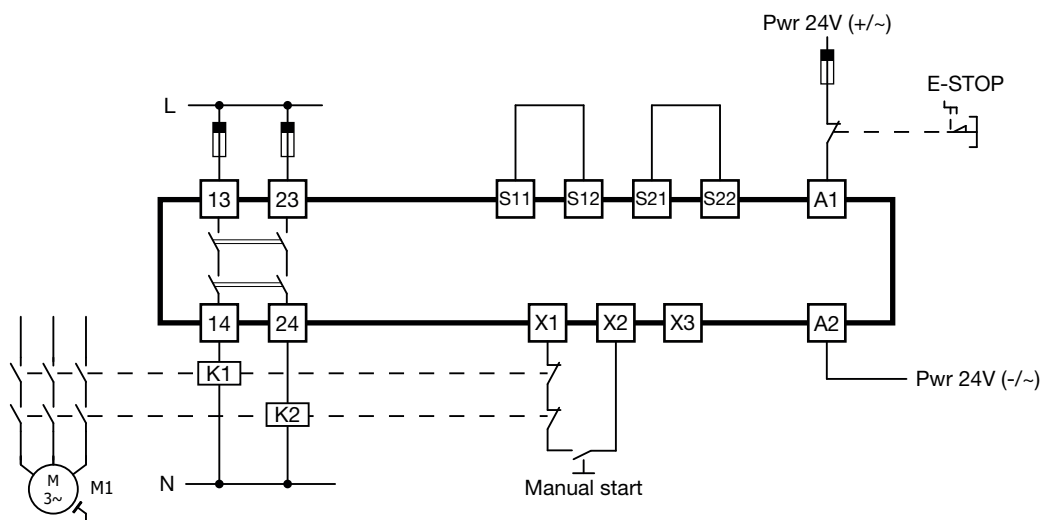 Pwr 24V (+/~)
E-STOP
L
13
23
S11
S12
S21
S22
A1
14
24
X1
X2
X3
A2
K1
Pwr 24V (-/~)
K2
M
3~
M1
N
Manual start